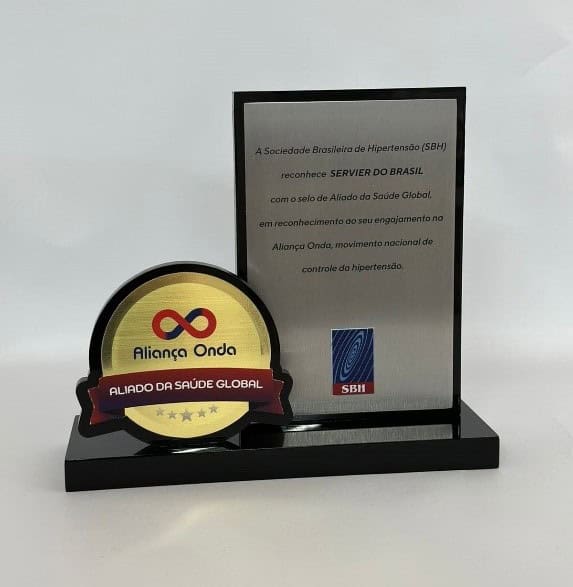 A Sociedade Brasileira de Hipertensão (SBH)
reconhece SERVIER DO BRASIL
com o selo de Aliado da Saúde Global,
em reconhecimento ao seu engajamento na
Aliança Onda, movimento nacional de
controle da hipertensão.
SBH
Aliança Onda
ALIADO DA SAÚDE GLOBAL